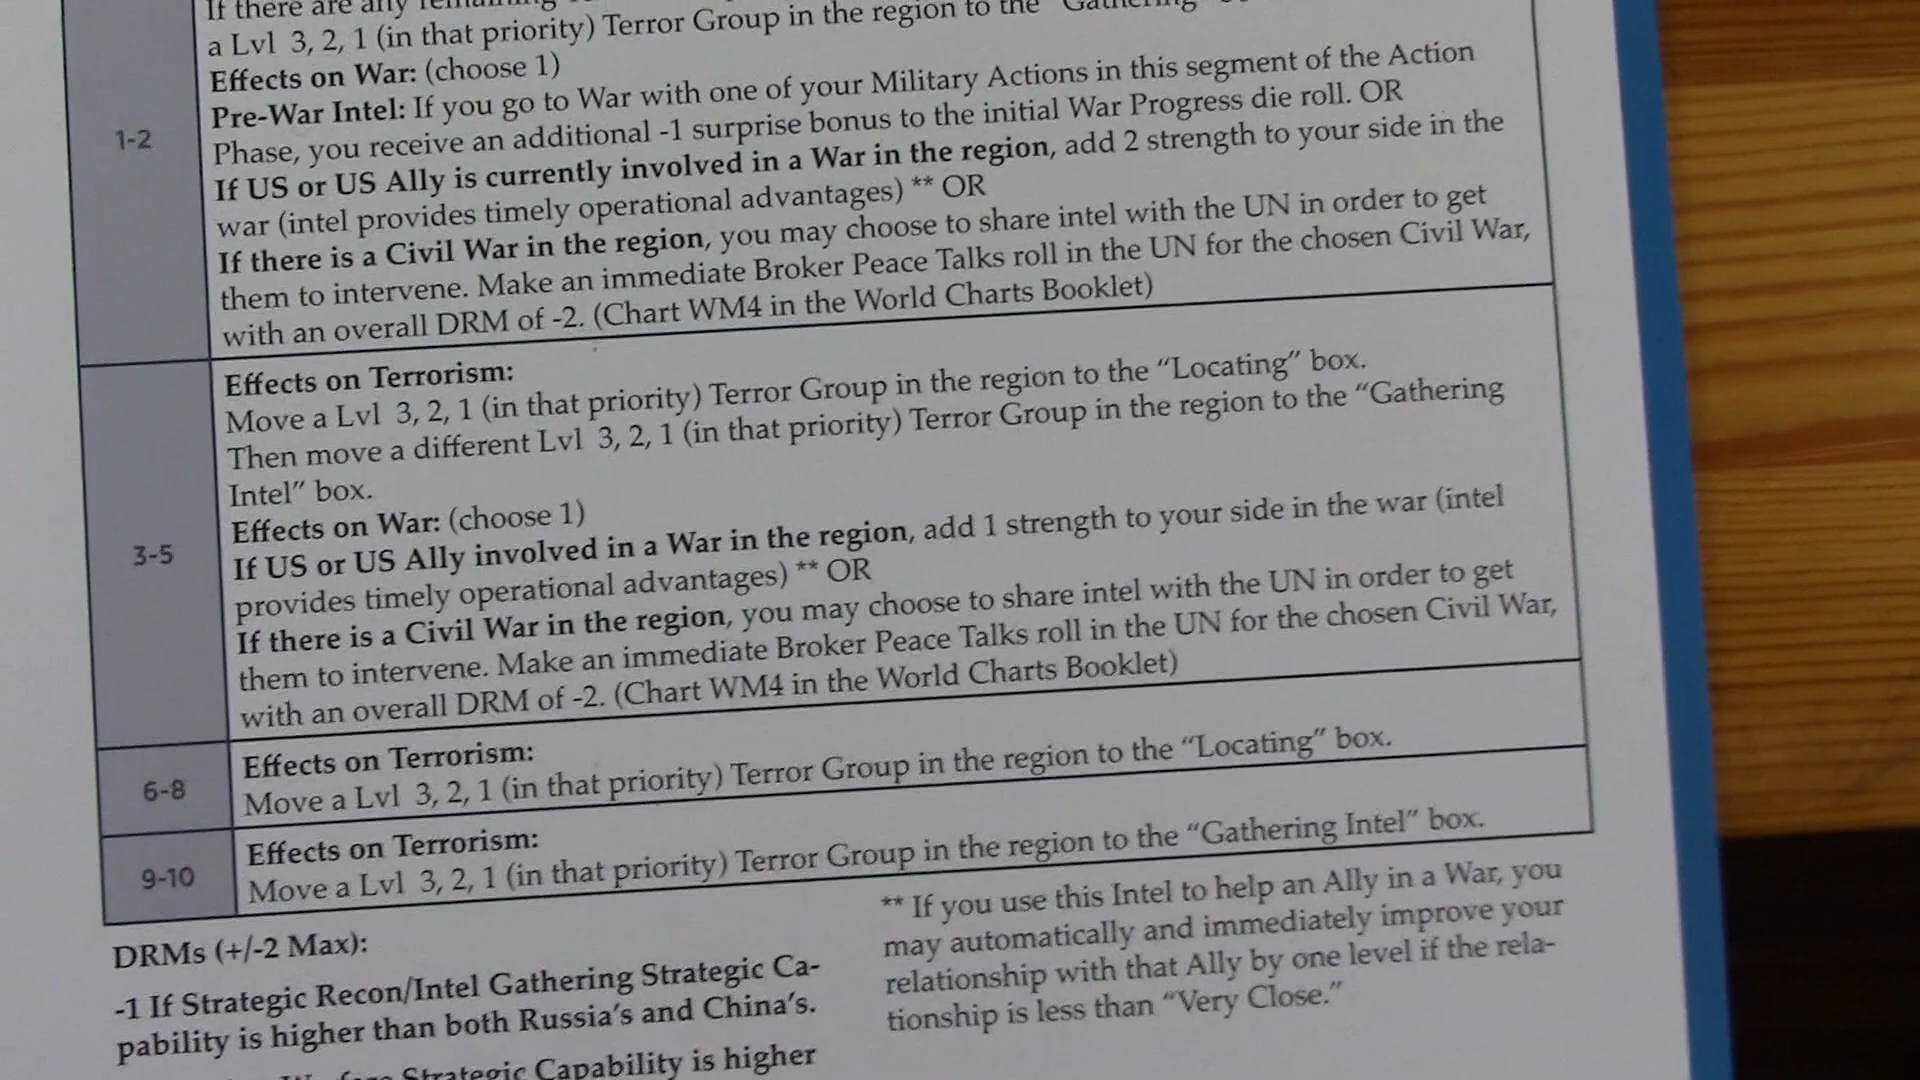 If there are any remaining
a Lvl 3, 2, 1 (in that priority) Terror Group in the region to the "Gathering
Effects on War: (choose 1)
Pre-War Intel: If you go to War with one of your Military Actions in this segment of the Action
Phase, you receive an additional -1 surprise bonus to the initial War Progress die roll. OR
If US or US Ally is currently involved in a War in the region, add 2 strength to your side in the
war (intel provides timely operational advantages) ** OR
If there is a Civil War in the region, you may choose to share intel with the UN in order to get
them to intervene. Make an immediate Broker Peace Talks roll in the UN for the chosen Civil War,
with an overall DRM of -2. (Chart WM4 in the World Charts Booklet)
1-2
Effects on Terrorism:
Move a Lvl 3, 2, 1 (in that priority) Terror Group in the region to the "Locating" box.
Then move a different Lvl 3, 2, 1 (in that priority) Terror Group in the region to the "Gathering
Intel" box.
Effects on War: (choose 1)
If US or US Ally involved in a War in the region, add 1 strength to your side in the war (intel
provides timely operational advantages) ** OR
If there is a Civil War in the region, you may choose to share intel with the UN in order to get
them to intervene. Make an immediate Broker Peace Talks roll in the UN for the chosen Civil War,
with an overall DRM of -2. (Chart WM4 in the World Charts Booklet)
3-5
Effects on Terrorism:
Move a Lvl 3, 2, 1 (in that priority) Terror Group in the region to the "Locating" box.
6-8
Effects on Terrorism:
Move a Lvl 3, 2, 1 (in that priority) Terror Group in the region to the "Gathering Intel" box.
9-10
DRMs (+/-2 Max):
-1 If Strategic Recon/Intel Gathering Strategic Ca-
pability is higher than both Russia's and China's.
Strategic Capability is higher
** If you use this Intel to help an Ally in a War, you
may automatically and immediately improve your
relationship with that Ally by one level if the rela-
tionship is less than "Very Close."